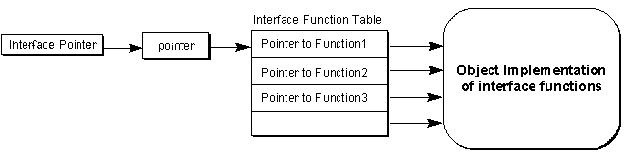 Interface Function Table
Interface Pointer
pointer
Pointer to Function1
Pointer to Function2
Pointer to Function3
Object Implementation
of interface functions